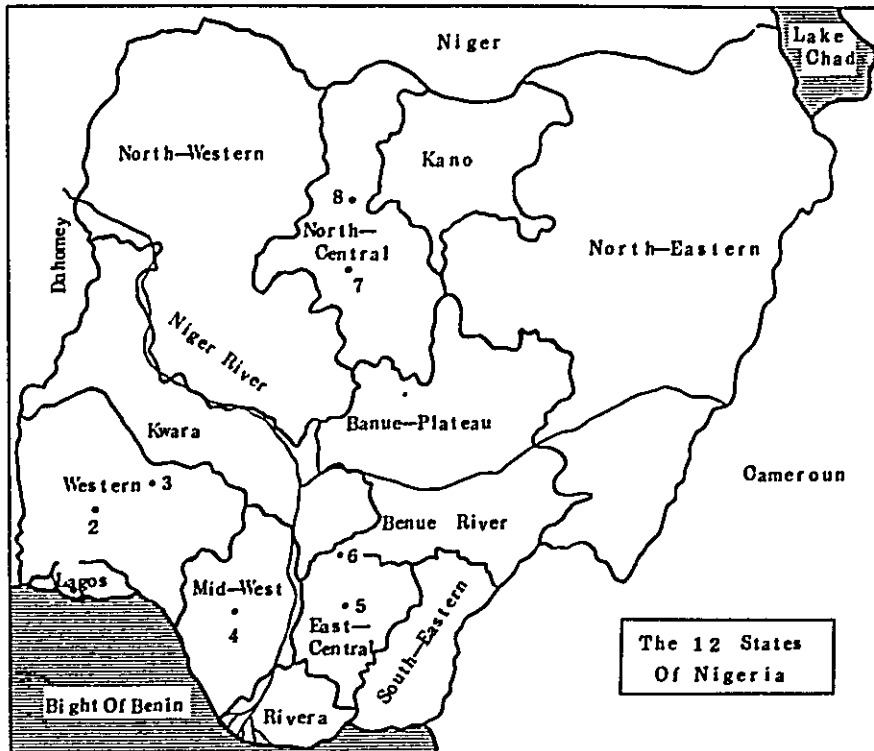 Niger
Lake
Chad
North—Western
Kano
8
North—
Central
7
North—Eastern
Dahomey
Niger River
Kwara
Banue—Plateau
Cameroun
Western
3
2
Benue River
6
Lagos
Mid—West
4
5
East—
Central
South—Eastern
The 12 States
Of Nigeria
Bight Of Benin
Rivera